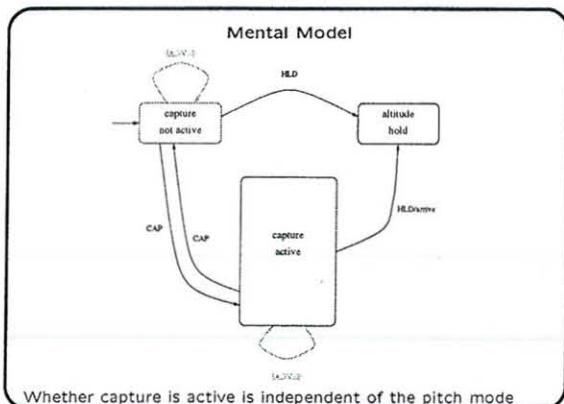 Mental Model
HLD
capture
not active
altitude
hold
CAP
CAP
capture
active
HLD/arrive
Whether capture is active is independent of the pitch mode